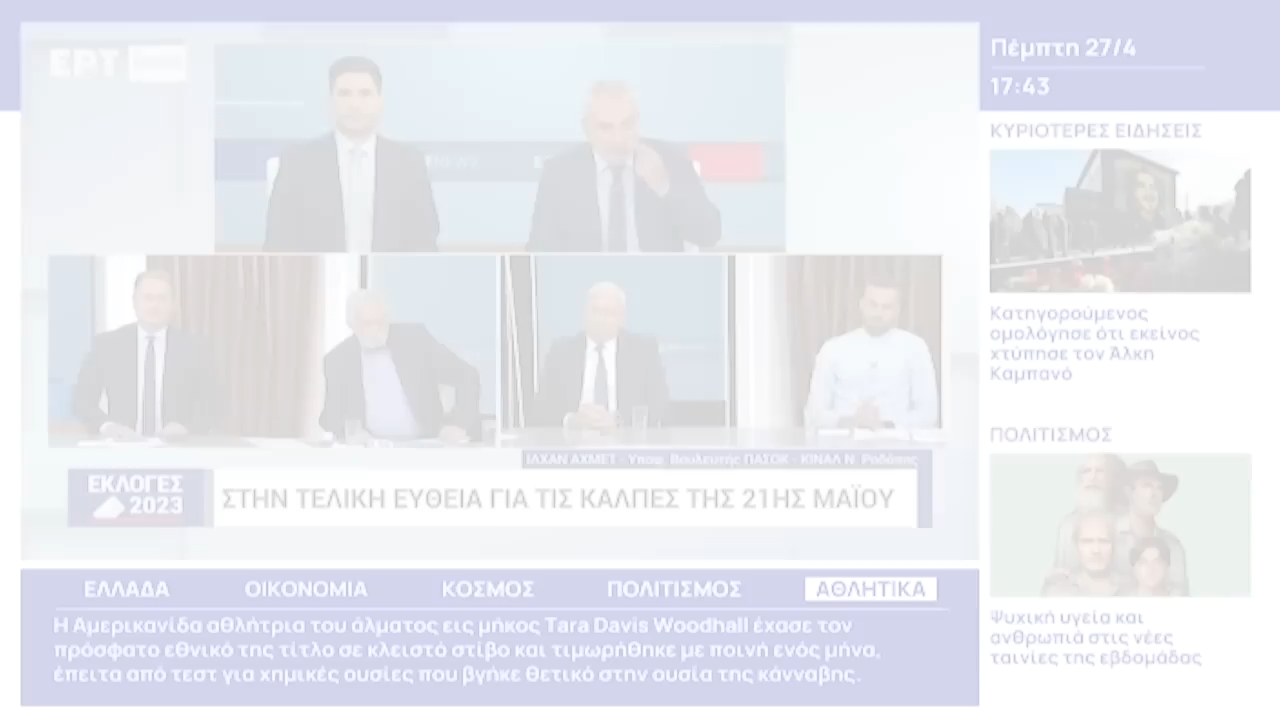 ΕΡΤ
Πέμπτη 27/4
17:43
ΚΥΡΙΟΤΕΡΕΣ ΕΙΔΗΣΕΙΣ
Κατηγορούμενος
ομολόγησε ότι εκείνος
χτύπησε τον Άλκη
Καμπανό
ΠΟΛΙΤΙΣΜΟΣ
Ψυχική υγεία και
ανθρωπιά στις νέες
ταινίες της εβδομάδας
ΙΛΧΑΝ ΑΧΜΕΤ - Υποψ. Βουλευτής ΠΑΣΟΚ - ΚΙΝΑΛ Ν. Ροδόπης
ΕΚΛΟΓΕΣ
2023
ΣΤΗΝ ΤΕΛΙΚΗ ΕΥΘΕΙΑ ΓΙΑ ΤΙΣ ΚΑΛΠΕΣ ΤΗΣ 21ΗΣ ΜΑΪΟΥ
ΕΛΛΑΔΑ ΟΙΚΟΝΟΜΙΑ ΚΟΣΜΟΣ ΠΟΛΙΤΙΣΜΟΣ ΑΘΛΗΤΙΚΑ
Η Αμερικανίδα αθλήτρια του άλματος εις μήκος Tara Davis Woodhall έχασε τον
πρόσφατο εθνικό της τίτλο σε κλειστό στίβο και τιμωρήθηκε με ποινή ενός μήνα,
έπειτα από τεστ για χημικές ουσίες που βγήκε θετικό στην ουσία της κάνναβης.